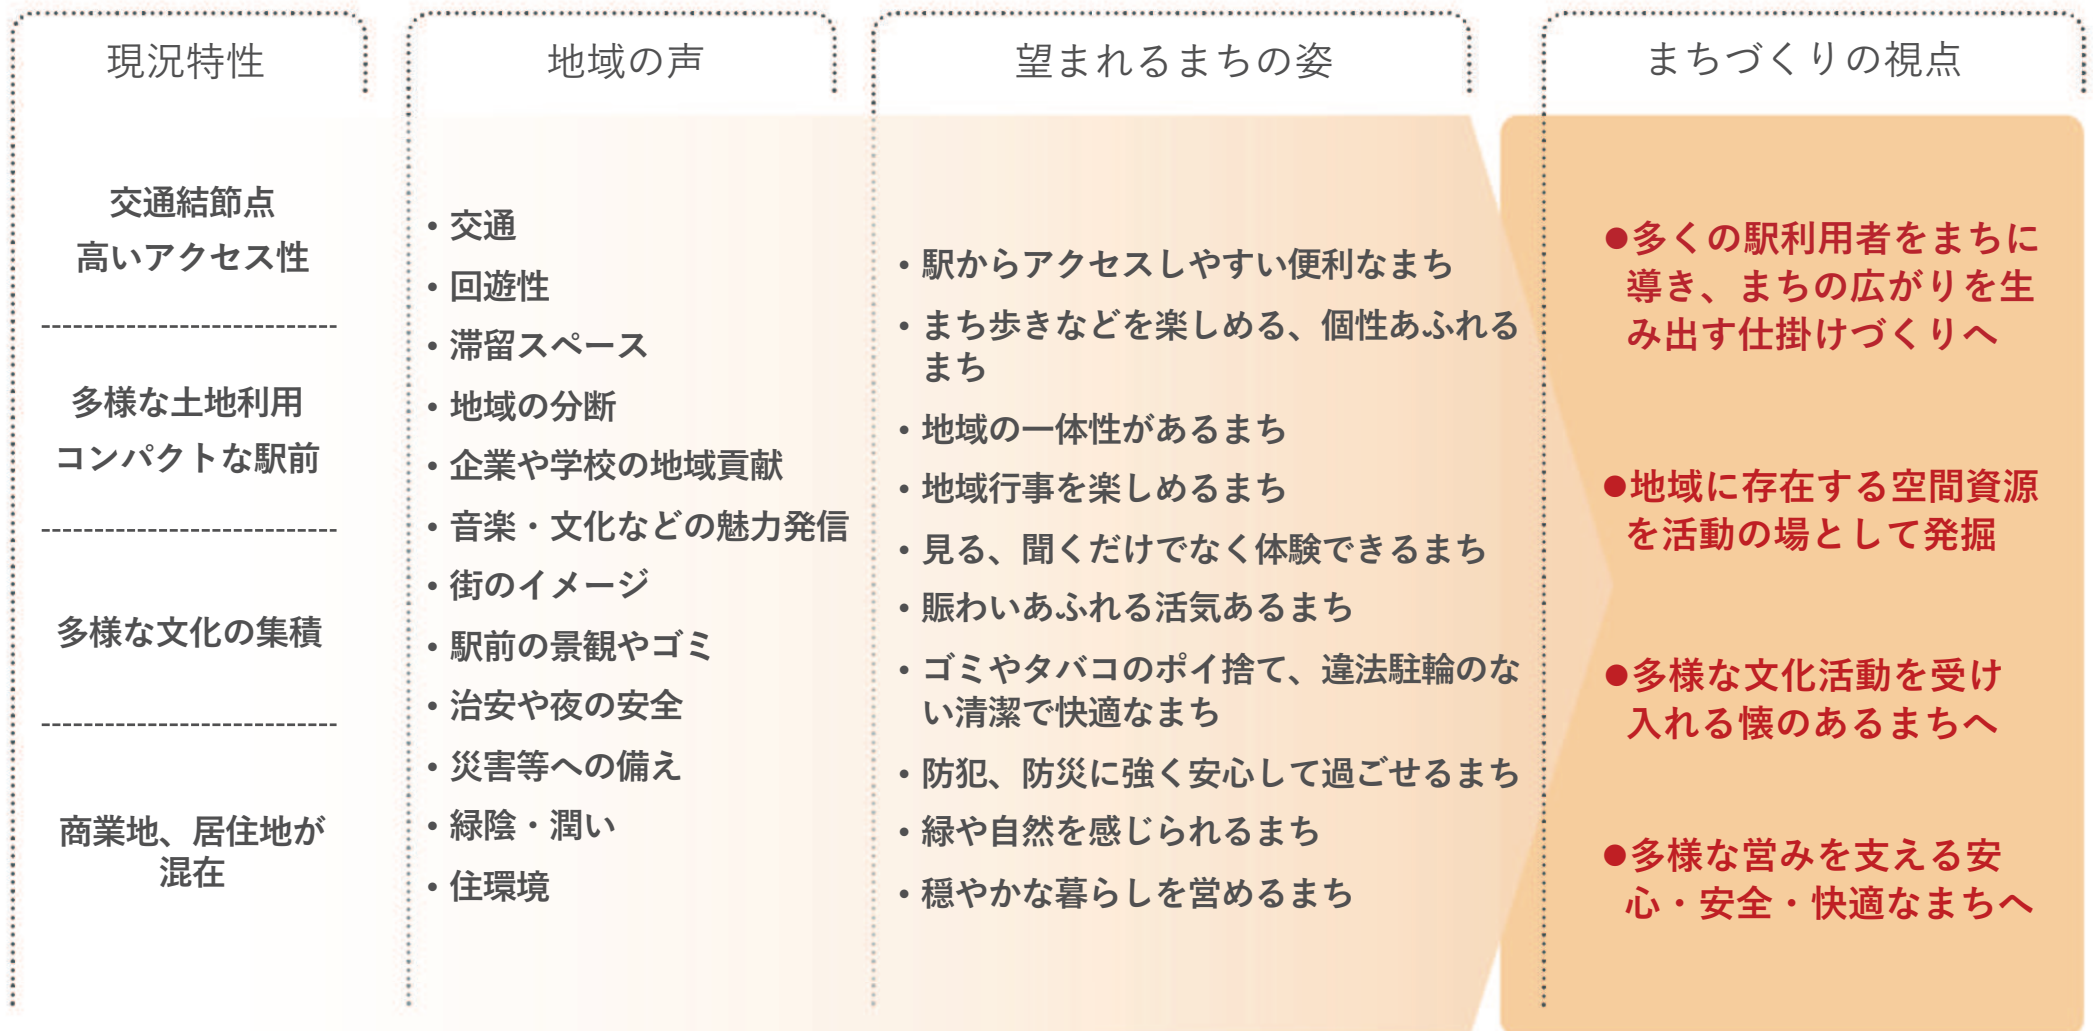 現況特性
交通結節点
高いアクセス性
多様な土地利用
コンパクトな駅前
多様な文化の集積
商業地、居住地が
混在
地域の声
・交通
・回遊性
・滞留スペース
・地域の分断
・企業や学校の地域貢献
・音楽・文化などの魅力発信
・街のイメージ
・駅前の景観やゴミ
・治安や夜の安全
・災害等への備え
・緑陰・潤い
・住環境
望まれるまちの姿
・駅からアクセスしやすい便利なまち
・まち歩きなどを楽しめる、個性あふれる
まち
・地域の一体性があるまち
・地域行事を楽しめるまち
・見る、聞くだけでなく体験できるまち
・賑わいあふれる活気あるまち
・ゴミやタバコのポイ捨て、違法駐輪のな
い清潔で快適なまち
・防犯、防災に強く安心して過ごせるまち
・緑や自然を感じられるまち
・穏やかな暮らしを営めるまち
まちづくりの視点
●多くの駅利用者をまちに
導き、まちの広がりを生
み出す仕掛けづくりへ
●地域に存在する空間資源
を活動の場として発掘
●多様な文化活動を受け
入れる懐のあるまちへ
●多様な営みを支える安
心・安全・快適なまちへ